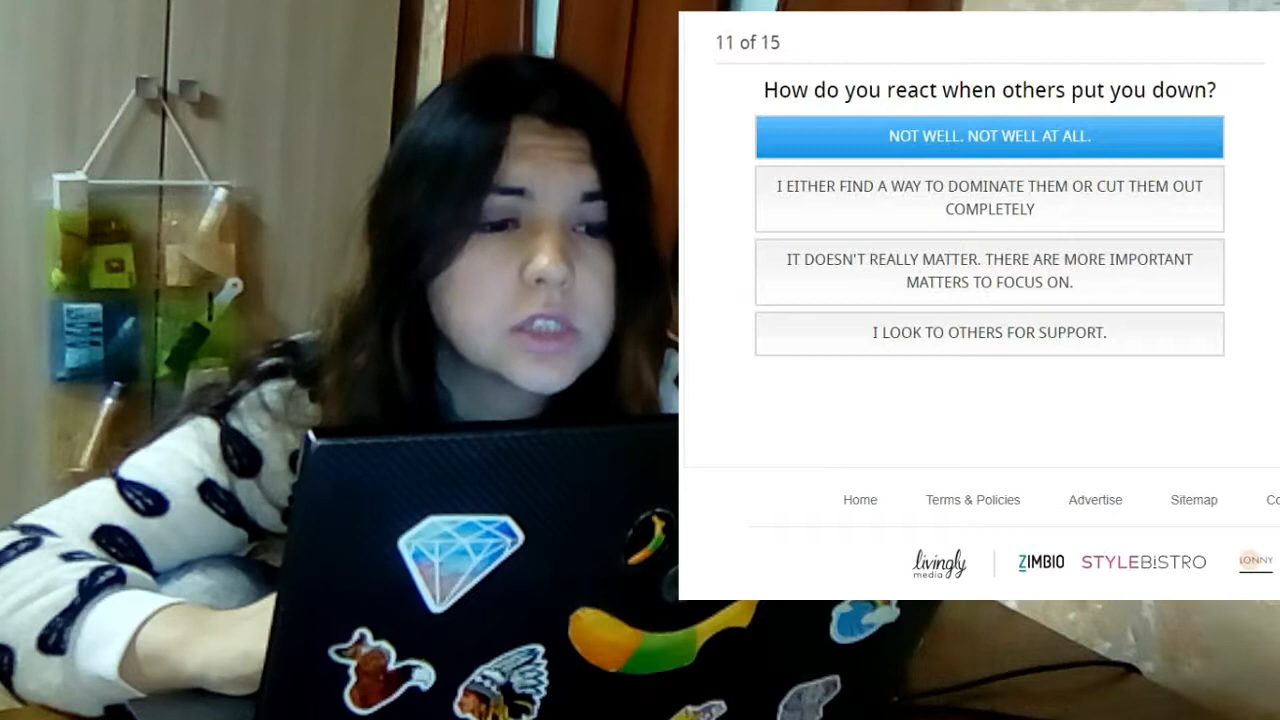 11 of 15
How do you react when others put you down?
NOT WELL. NOT WELL AT ALL.
I EITHER FIND A WAY TO DOMINATE THEM OR CUT THEM OUT
COMPLETELY
IT DOESN'T REALLY MATTER. THERE ARE MORE IMPORTANT
MATTERS TO FOCUS ON.
I LOOK TO OTHERS FOR SUPPORT.
Home Terms & Policies Advertise Sitemap
livingly media ZIMBIO STYLEBISTRO LONNY